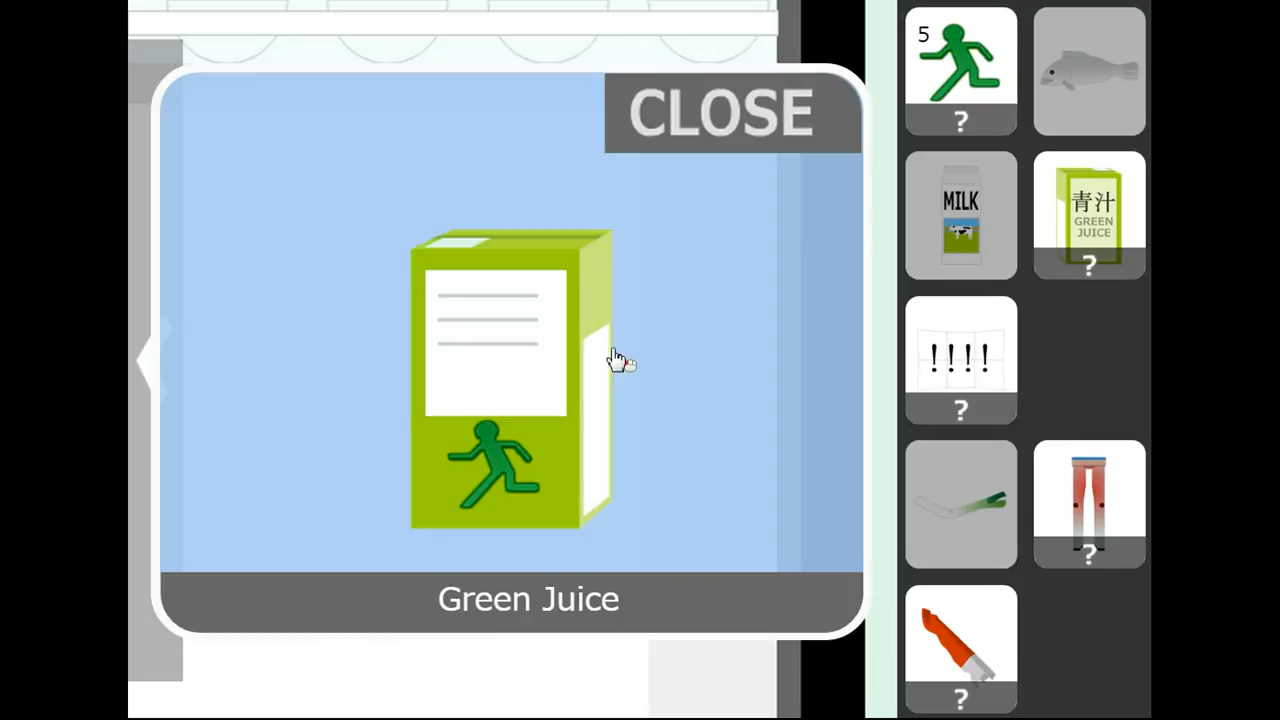 CLOSE
Green Juice
5
?
MILK
青汁
GREEN
JUICE
?
! ! ! !
?
?
?